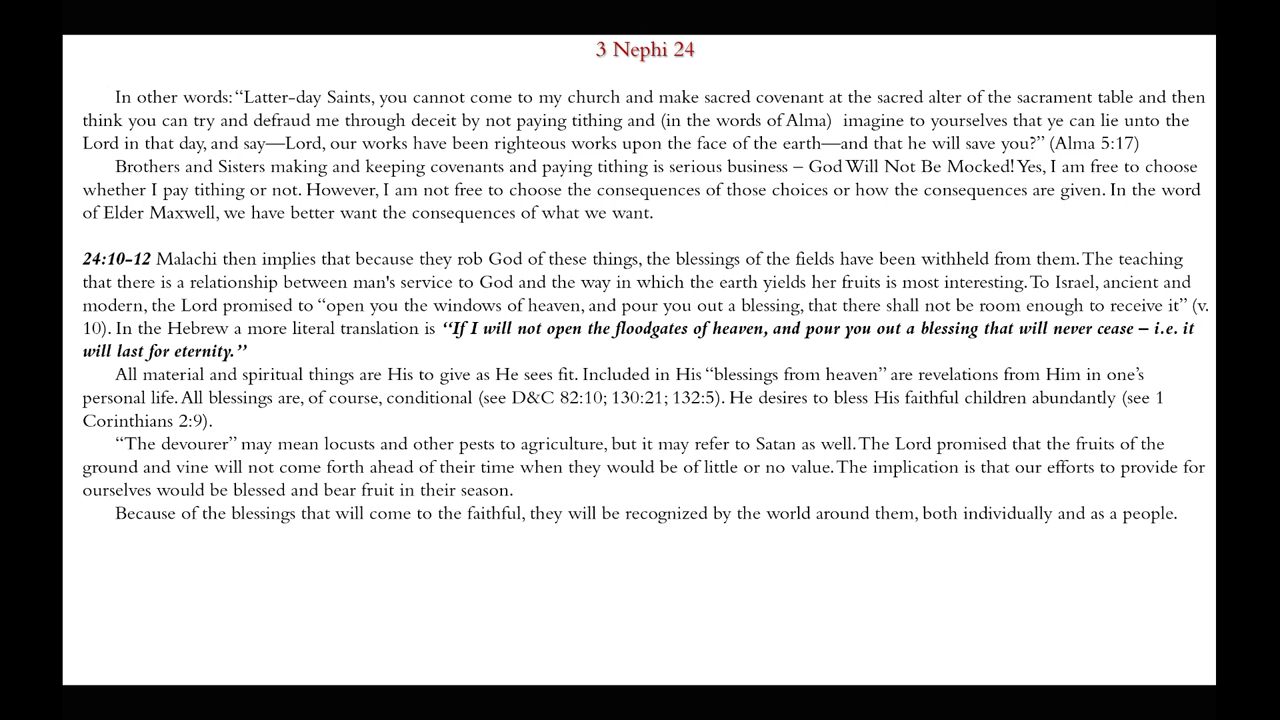 3 Nephi 24
In other words: “Latter-day Saints, you cannot come to my church and make sacred covenant at the sacred alter of the sacrament table and then
think you can try and defraud me through deceit by not paying tithing and (in the words of Alma)  imagine to yourselves that ye can lie unto the
Lord in that day, and say—Lord, our works have been righteous works upon the face of the earth—and that he will save you?” (Alma 5:17)
Brothers and Sisters making and keeping covenants and paying tithing is serious business – God Will Not Be Mocked! Yes, I am free to choose
whether I pay tithing or not. However, I am not free to choose the consequences of those choices or how the consequences are given. In the word
of Elder Maxwell, we have better want the consequences of what we want.
24:10-12 Malachi then implies that because they rob God of these things, the blessings of the fields have been withheld from them. The teaching
that there is a relationship between man's service to God and the way in which the earth yields her fruits is most interesting. To Israel, ancient and
modern, the Lord promised to “open you the windows of heaven, and pour you out a blessing, that there shall not be room enough to receive it” (v.
10). In the Hebrew a more literal translation is “If I will not open the floodgates of heaven, and pour you out a blessing that will never cease – i.e. it
will last for eternity.”
All material and spiritual things are His to give as He sees fit. Included in His “blessings from heaven” are revelations from Him in one’s
personal life. All blessings are, of course, conditional (see D&C 82:10; 130:21; 132:5). He desires to bless His faithful children abundantly (see 1
Corinthians 2:9).
“The devourer” may mean locusts and other pests to agriculture, but it may refer to Satan as well. The Lord promised that the fruits of the
ground and vine will not come forth ahead of their time when they would be of little or no value. The implication is that our efforts to provide for
ourselves would be blessed and bear fruit in their season.
Because of the blessings that will come to the faithful, they will be recognized by the world around them, both individually and as a people.